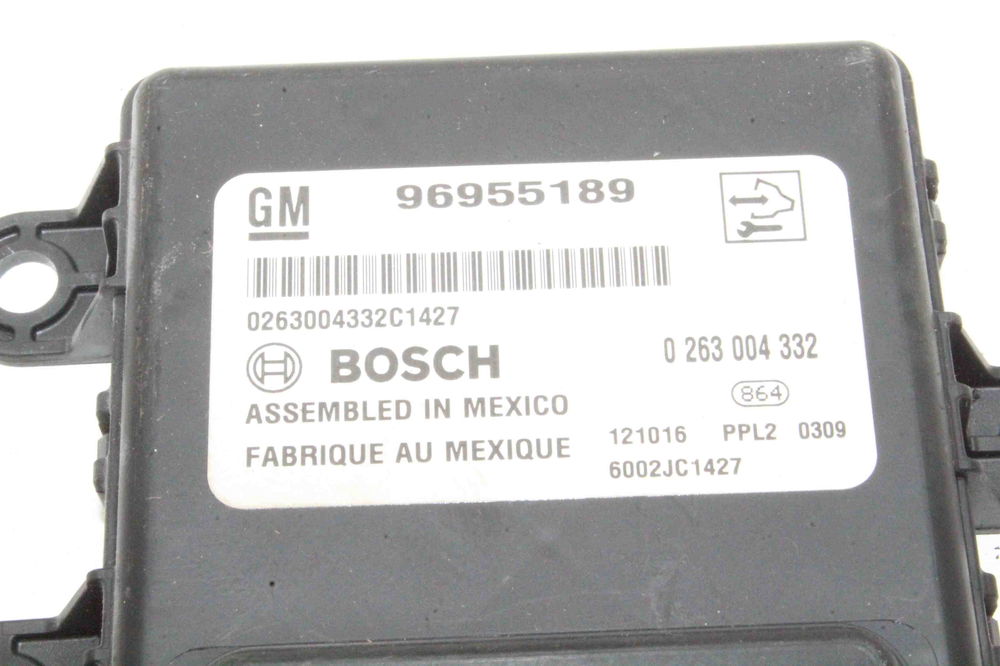 GM 96955189
0263004332C1427
BOSCH 0 263 004 332
864
ASSEMBLED IN MEXICO
FABRIQUE AU MEXIQUE
121016 PPL2 0309
6002JC1427